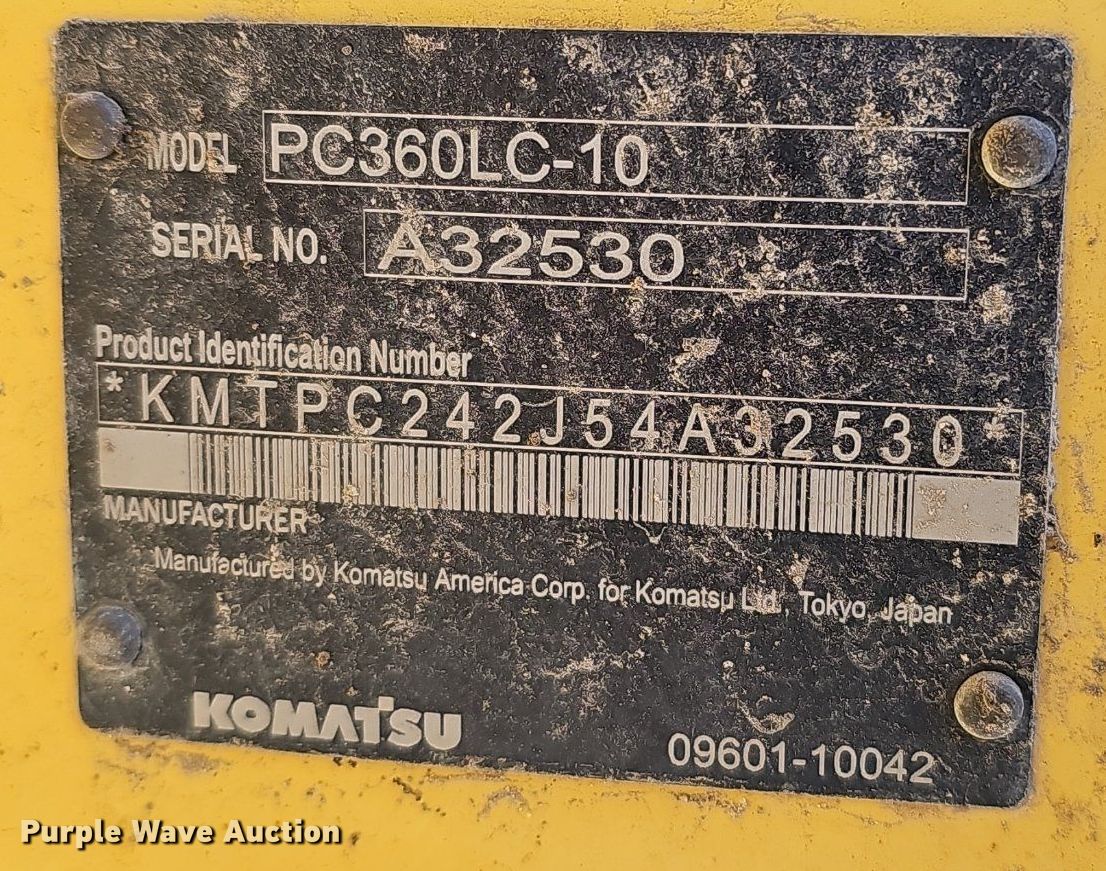 MODEL PC360LC-10
SERIAL NO. A32530
Product Identification Number
*KMTPC242J54A32530*
MANUFACTURER
Manufactured by Komatsu America Corp. for Komatsu Ltd., Tokyo, Japan
KOMATSU
09601-10042
Purple Wave Auction